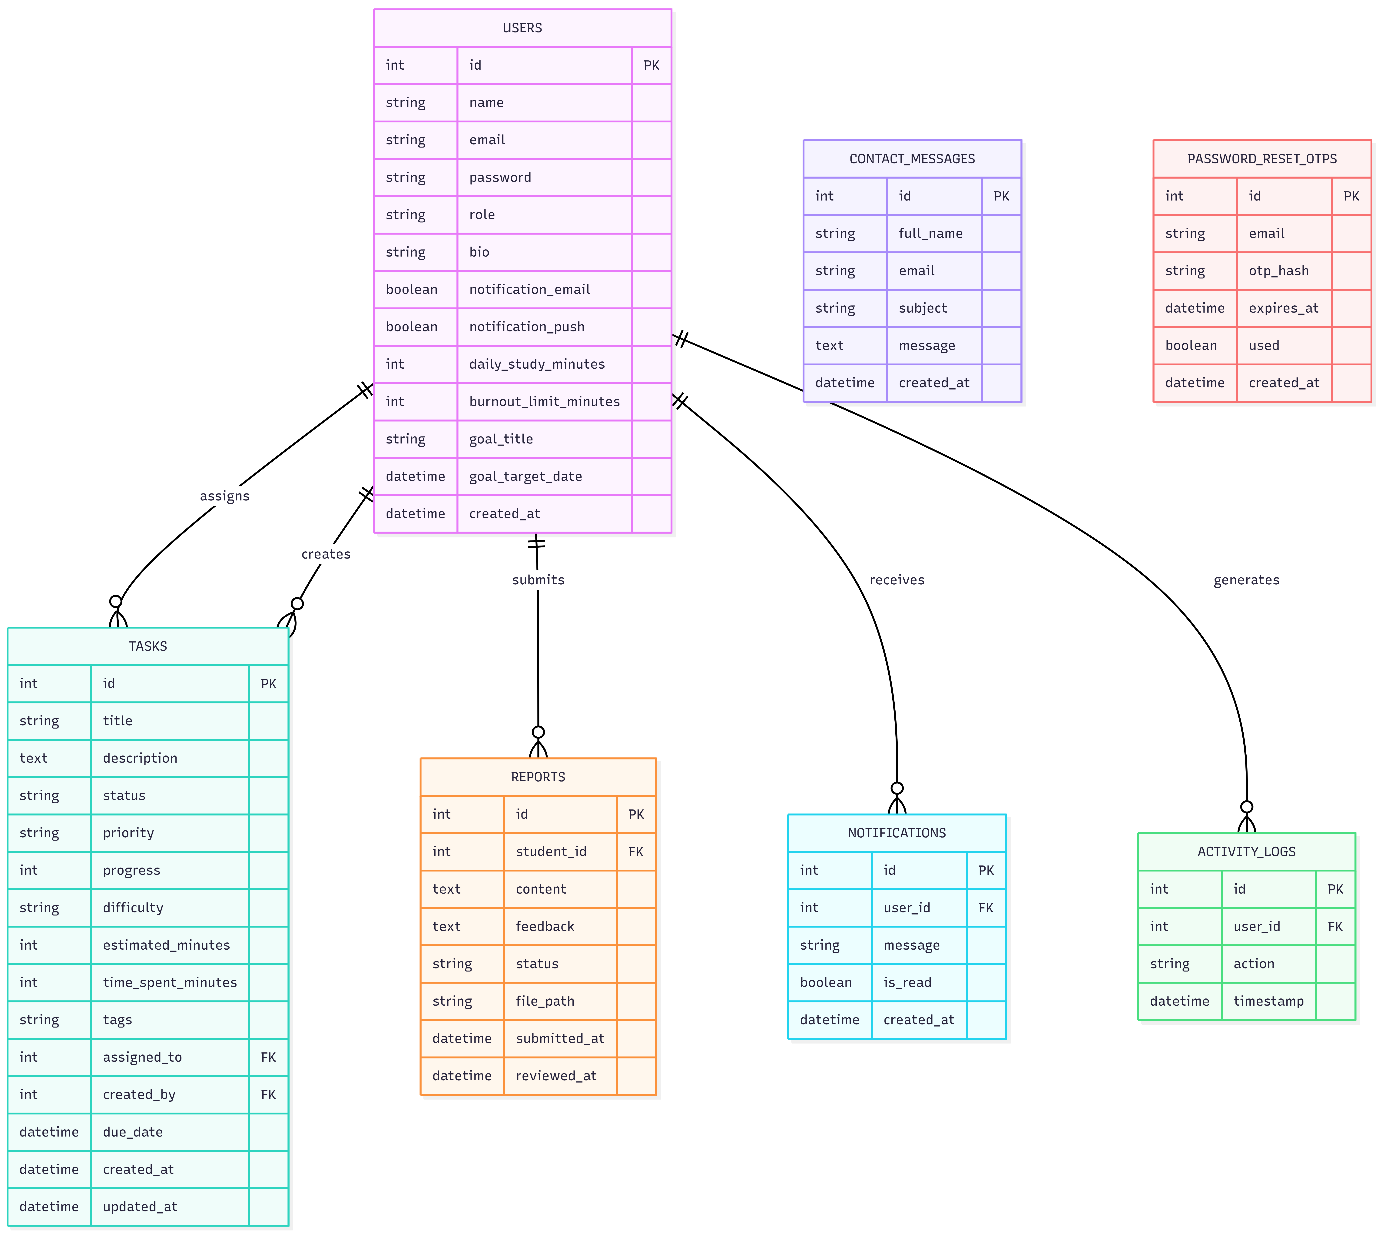 USERS
int id PK
string name
string email
string password
string role
string bio
boolean notification_email
boolean notification_push
int daily_study_minutes
int burnout_limit_minutes
string goal_title
datetime goal_target_date
datetime created_at
CONTACT_MESSAGES
int id PK
string full_name
string email
string subject
text message
datetime created_at
PASSWORD_RESET_OTPS
int id PK
string email
string otp_hash
datetime expires_at
boolean used
datetime created_at
assigns
creates
submits
receives
generates
TASKS
int id PK
string title
text description
string status
string priority
int progress
string difficulty
int estimated_minutes
int time_spent_minutes
string tags
int assigned_to FK
int created_by FK
datetime due_date
datetime created_at
datetime updated_at
REPORTS
int id PK
int student_id FK
text content
text feedback
string status
string file_path
datetime submitted_at
datetime reviewed_at
NOTIFICATIONS
int id PK
int user_id FK
string message
boolean is_read
datetime created_at
ACTIVITY_LOGS
int id PK
int user_id FK
string action
datetime timestamp